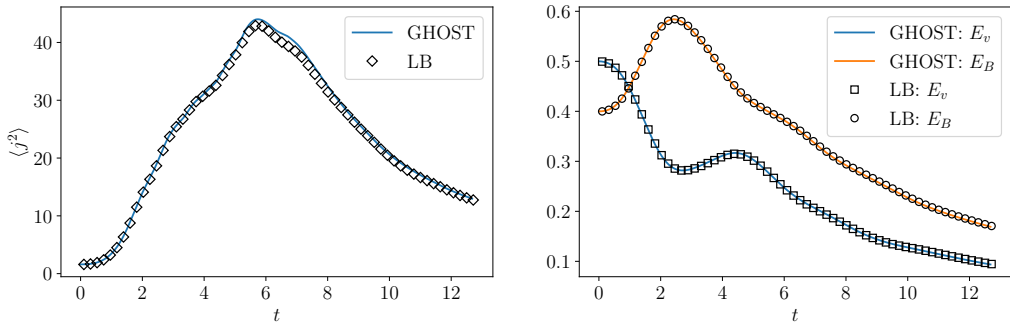 GHOST
LB
⟨j²⟩
40
30
20
10
0
0 2 4 6 8 10 12
t
GHOST: E_v
GHOST: E_B
LB: E_v
LB: E_B
0.6
0.5
0.4
0.3
0.2
0.1
0 2 4 6 8 10 12
t